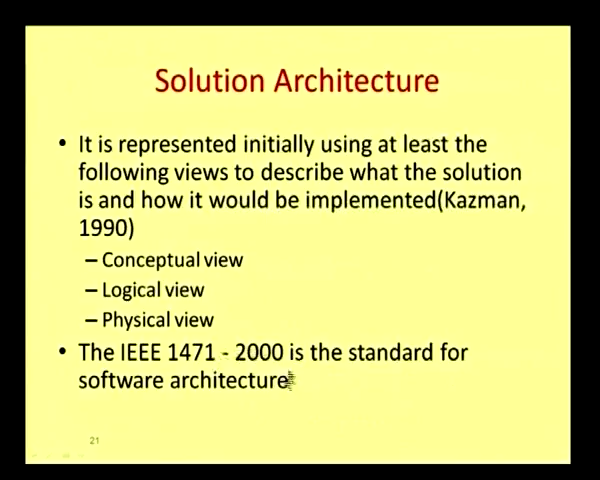 Solution Architecture
• It is represented initially using at least the
following views to describe what the solution
is and how it would be implemented(Kazman,
1990)
– Conceptual view
– Logical view
– Physical view
• The IEEE 1471 - 2000 is the standard for
software architecture
21